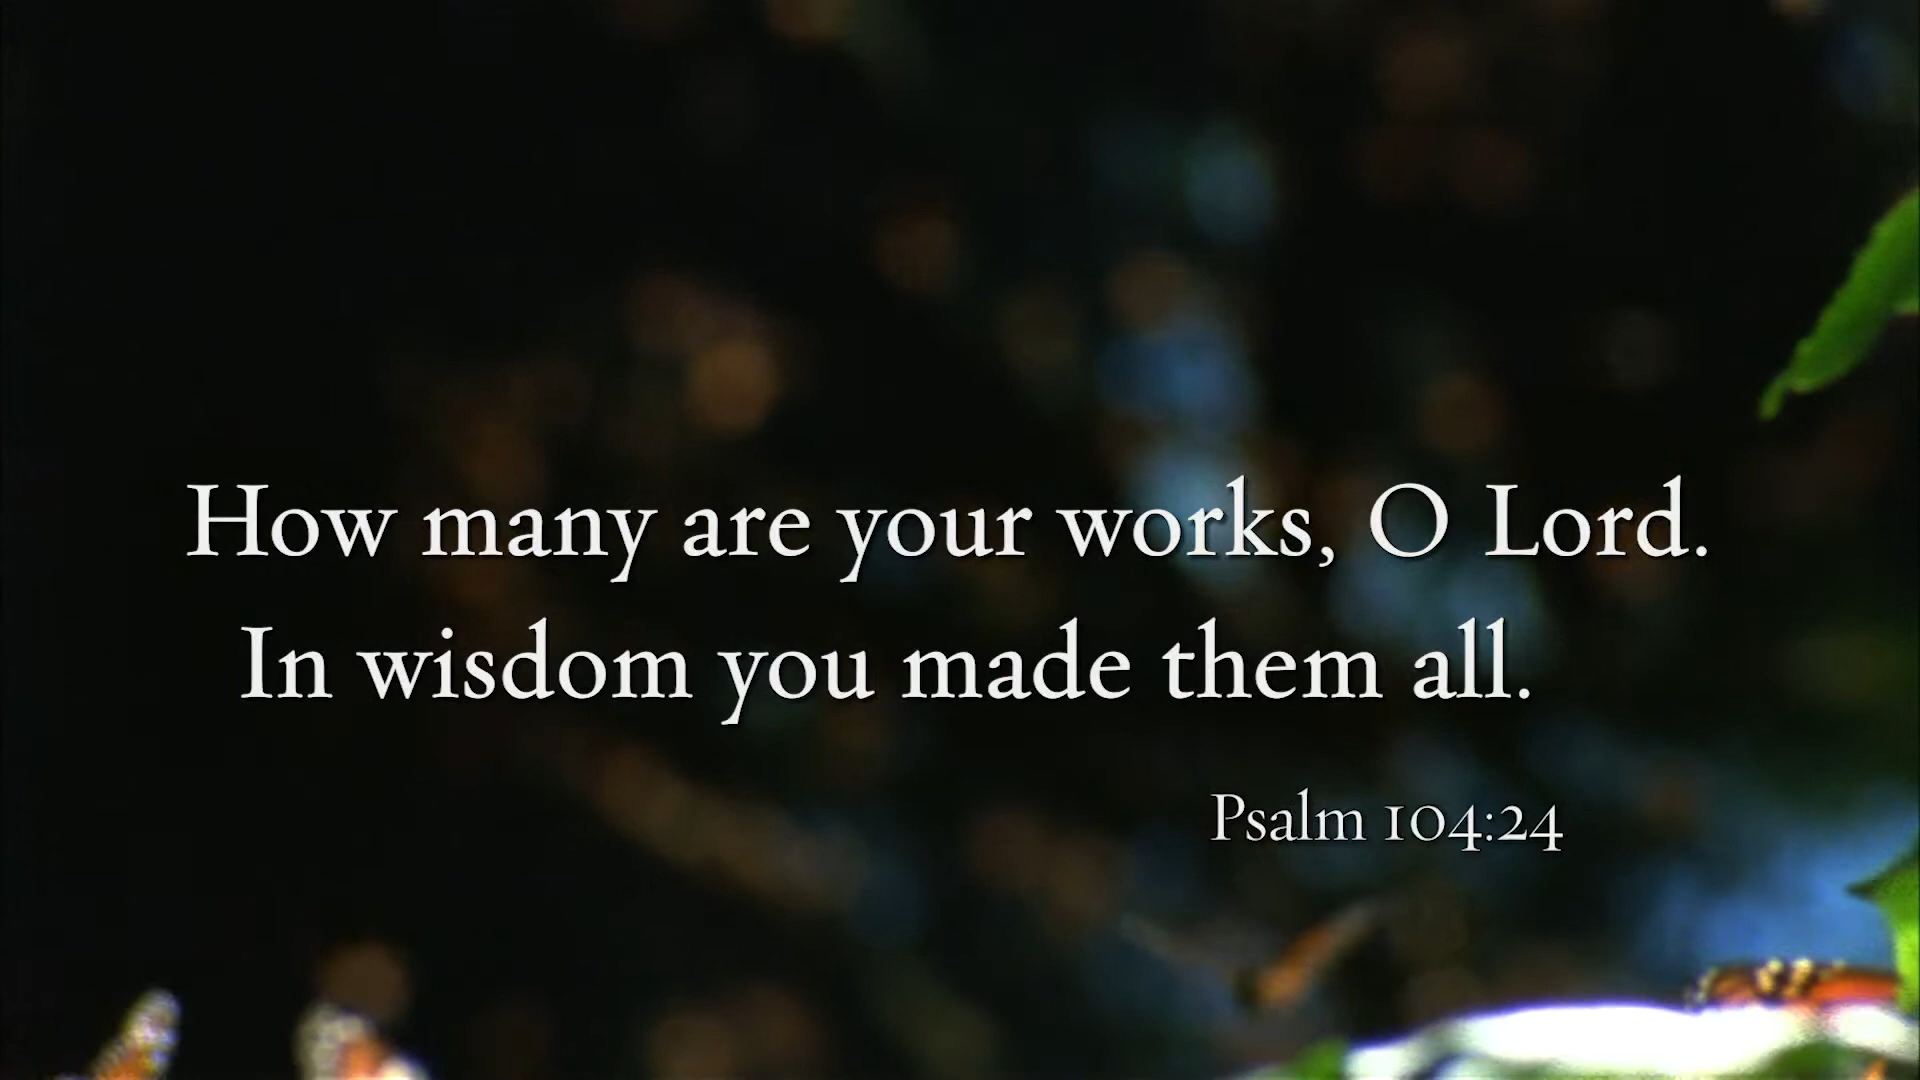 How many are your works, O Lord.
In wisdom you made them all.
Psalm 104:24